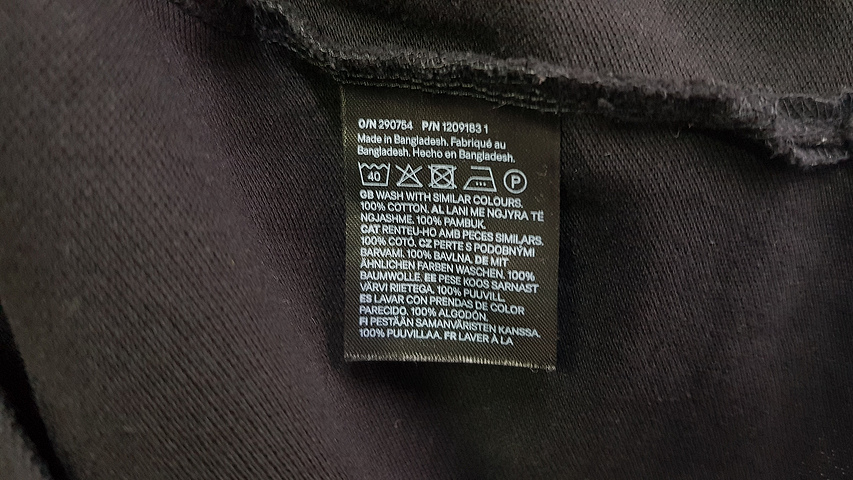 O/N 290754 P/N 1209183 1
Made in Bangladesh. Fabriqué au
Bangladesh. Hecho en Bangladesh.
40 P
GB WASH WITH SIMILAR COLOURS.
100% COTTON. AL LANI ME NGJYRA TË
NGJASHME. 100% PAMBUK.
CAT RENTEU-HO AMB PECES SIMILARS.
100% COTÓ. CZ PERTE S PODOBNÝMI
BARVAMI. 100% BAVLNA. DE MIT
ÄHNLICHEN FARBEN WASCHEN. 100%
BAUMWOLLE. EE PESE KOOS SARNAST
VÄRVI RIIETEGA. 100% PUUVILL.
ES LAVAR CON PRENDAS DE COLOR
PARECIDO. 100% ALGODÓN.
FI PESTÄÄN SAMANVÄRISTEN KANSSA.
100% PUUVILLAA. FR LAVER À LA